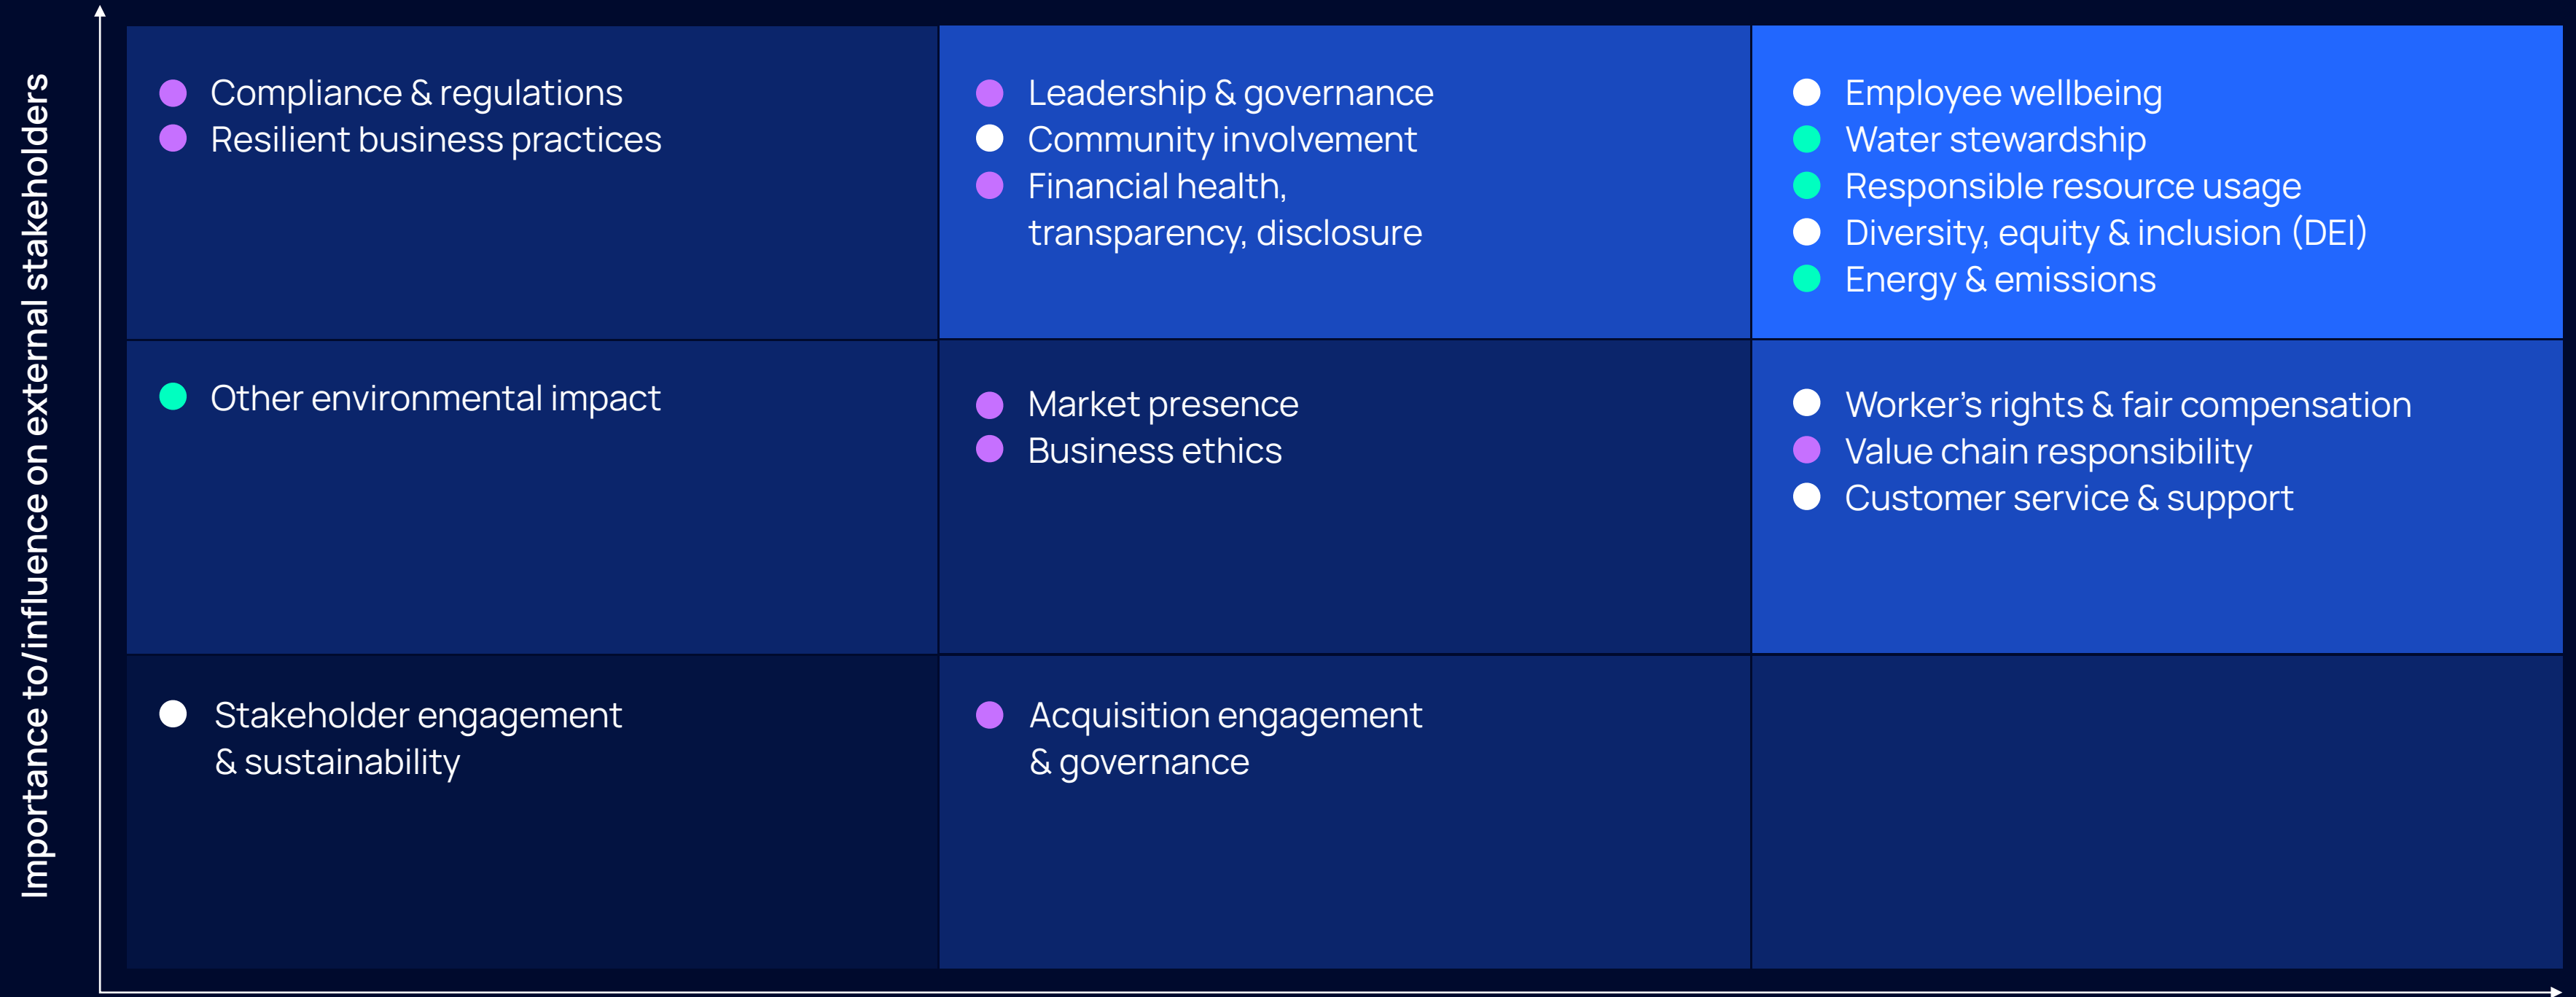 Importance to/influence on external stakeholders
Compliance & regulations
Resilient business practices
Leadership & governance
Community involvement
Financial health,
transparency, disclosure
Employee wellbeing
Water stewardship
Responsible resource usage
Diversity, equity & inclusion (DEI)
Energy & emissions
Other environmental impact
Market presence
Business ethics
Worker’s rights & fair compensation
Value chain responsibility
Customer service & support
Stakeholder engagement
& sustainability
Acquisition engagement
& governance